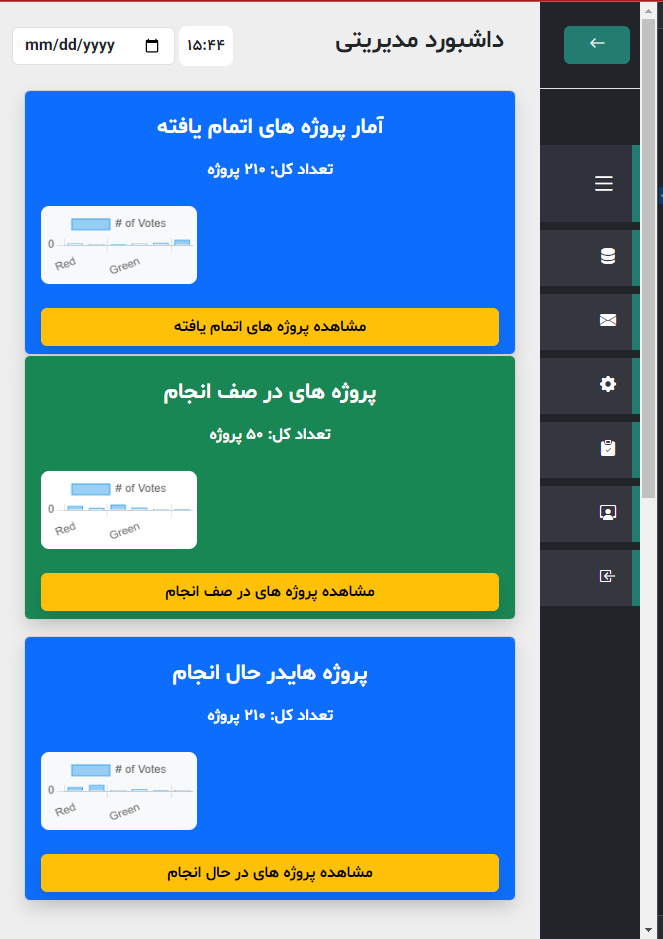 داشبورد مدیریتی
۱۵:۴۴
mm/dd/yyyy
آمار پروژه های اتمام یافته
تعداد کل: ۲۱۰ پروژه
# of Votes
0
Red
Green
مشاهده پروژه های اتمام یافته
پروژه های در صف انجام
تعداد کل: ۵۰ پروژه
# of Votes
0
Red
Green
مشاهده پروژه های در صف انجام
پروژه هایدر حال انجام
تعداد کل: ۲۱۰ پروژه
# of Votes
0
Red
Green
مشاهده پروژه های در حال انجام